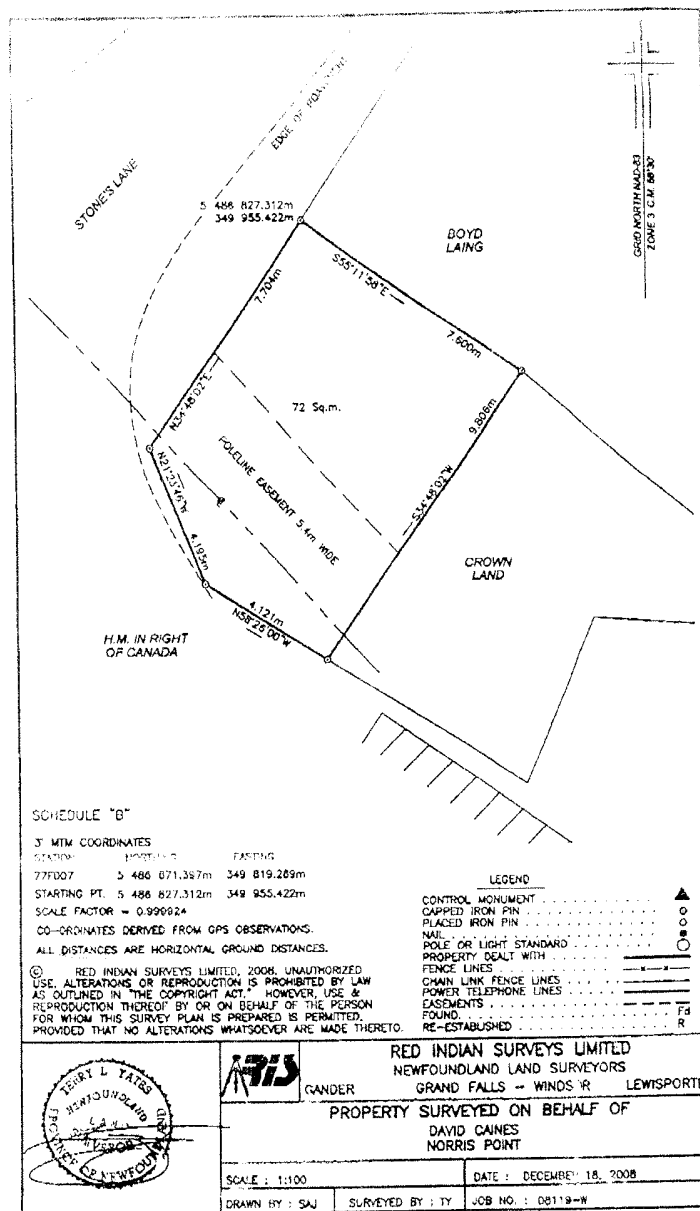 EDGE OF
STONE'S LANE
5 486 827.312m
349 955.422m
BOYD
LAING
GRID NORTH NAD-83
ZONE 3 C.M. 58°30'
S55°11'58"E
7.600m
7.704m
N34°48'02"E
72 Sq.m.
9.806m
S34°48'02"W
POLELINE EASEMENT 5.4m WIDE
N21°23'46"W
4.195m
4.121m
N58°26'00"W
CROWN
LAND
H.M. IN RIGHT
OF CANADA
SCHEDULE "B"
3° MTM COORDINATES
STATION NORTHING EASTING
77F007 5 486 871.397m 349 819.289m
STARTING PT. 5 486 827.312m 349 955.422m
SCALE FACTOR = 0.999924
CO-ORDINATES DERIVED FROM GPS OBSERVATIONS.
ALL DISTANCES ARE HORIZONTAL GROUND DISTANCES.
© RED INDIAN SURVEYS LIMITED, 2008. UNAUTHORIZED
USE, ALTERATIONS OR REPRODUCTION IS PROHIBITED BY LAW
AS OUTLINED IN "THE COPYRIGHT ACT." HOWEVER, USE &
REPRODUCTION THEREOF BY OR ON BEHALF OF THE PERSON
FOR WHOM THIS SURVEY PLAN IS PREPARED IS PERMITTED.
PROVIDED THAT NO ALTERATIONS WHATSOEVER ARE MADE THERETO.
LEGEND
CONTROL MONUMENT
CAPPED IRON PIN
PLACED IRON PIN
NAIL
POLE OR LIGHT STANDARD
PROPERTY DEALT WITH
FENCE LINES
CHAIN LINK FENCE LINES
POWER TELEPHONE LINES
EASEMENTS
FOUND Fd
RE-ESTABLISHED R
TERRY L. YATES
NEWFOUNDLAND
PROVINCE OF NEWFOUNDLAND
RIS
RED INDIAN SURVEYS LIMITED
NEWFOUNDLAND LAND SURVEYORS
GANDER GRAND FALLS - WINDS R LEWISPORTE
PROPERTY SURVEYED ON BEHALF OF
DAVID CAINES
NORRIS POINT
SCALE : 1:100
DATE : DECEMBER 18, 2008
DRAWN BY : SAJ
SURVEYED BY : TY
JOB NO. : 08119-W